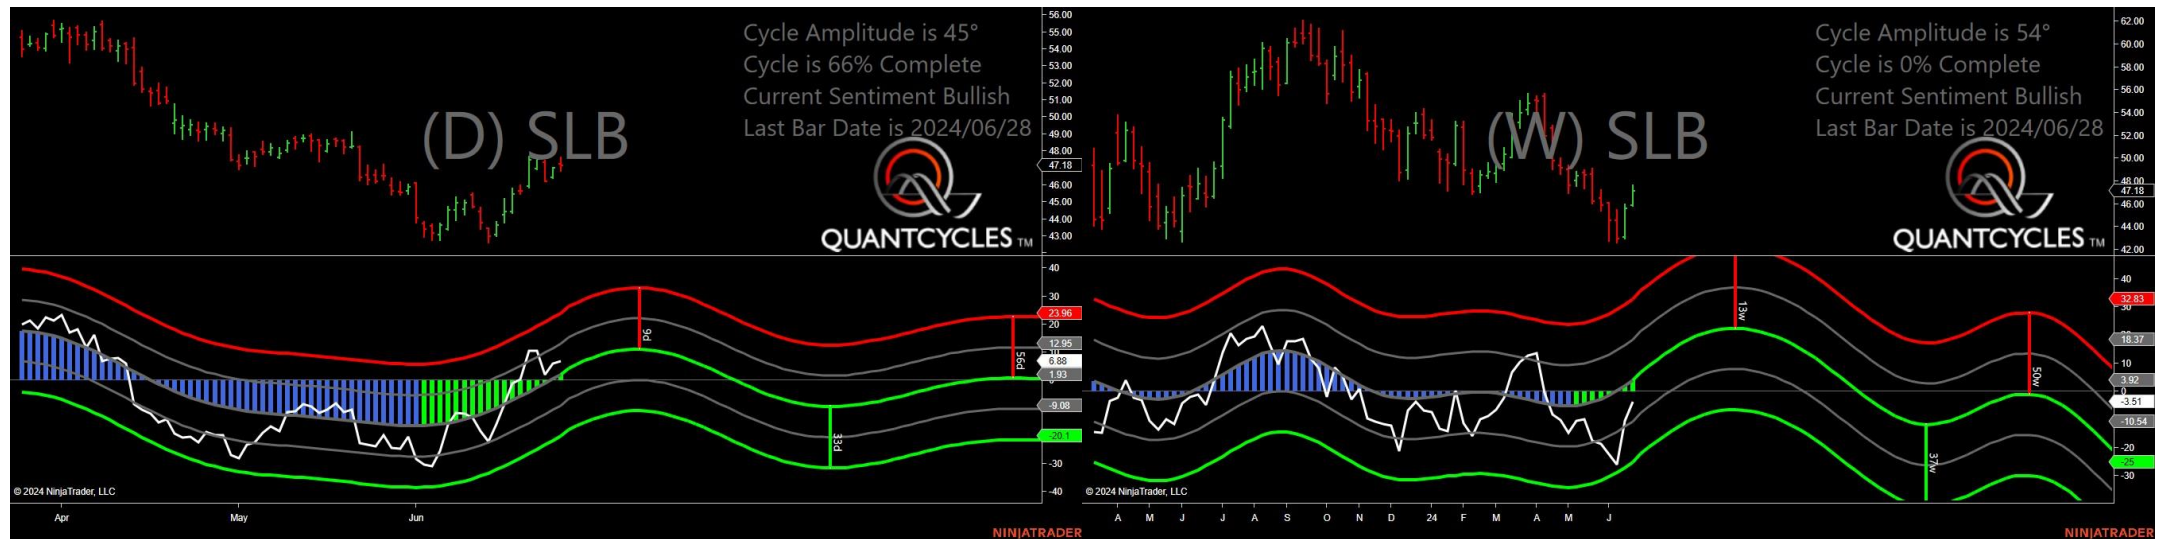 Cycle Amplitude is 45°
Cycle is 66% Complete
Current Sentiment Bullish
Last Bar Date is 2024/06/28
(D) SLB
QUANTCYCLES TM
56.00
55.00
54.00
53.00
52.00
51.00
50.00
49.00
48.00
47.18
46.00
45.00
44.00
43.00
40
30
23.96
20
12.95
6.88
1.93
-9.08
-20.1
-30
-40
9d
33d
56d
© 2024 NinjaTrader, LLC
Apr May Jun
NINJATRADER
Cycle Amplitude is 54°
Cycle is 0% Complete
Current Sentiment Bullish
Last Bar Date is 2024/06/28
(W) SLB
QUANTCYCLES TM
62.00
60.00
58.00
56.00
54.00
52.00
50.00
48.00
47.18
46.00
44.00
42.00
40
32.83
30
18.37
10
3.92
0
-3.51
-10.54
-20
-25
-30
13w
37w
50w
© 2024 NinjaTrader, LLC
A M J J A S O N D 24 F M A M J
NINJATRADER